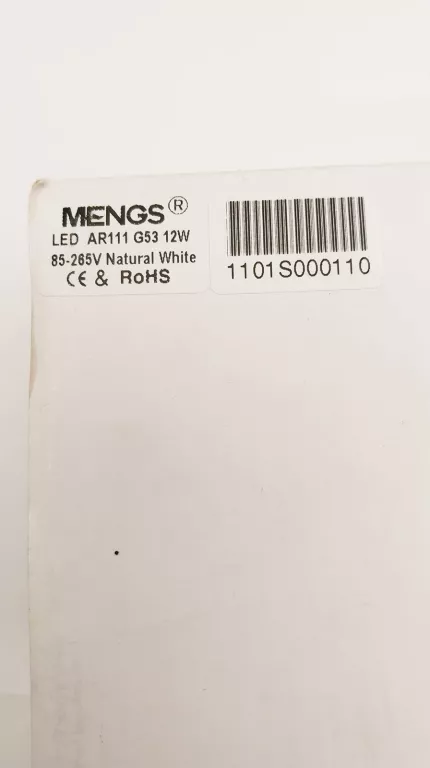 MENGS®
LED AR111 G53 12W
85-265V Natural White
CE & RoHS
1101S000110